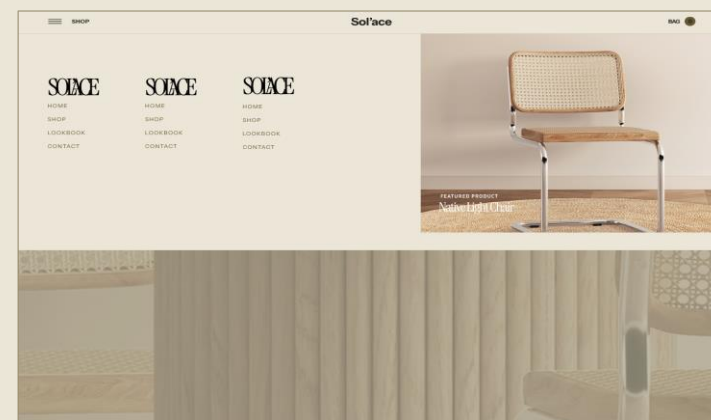 SHOP
Sol'ace
BAG
SOLACE
HOME
SHOP
LOOKBOOK
CONTACT
SOLACE
HOME
SHOP
LOOKBOOK
CONTACT
SOLACE
HOME
SHOP
LOOKBOOK
CONTACT
FEATURED PRODUCT
Native Light Chair